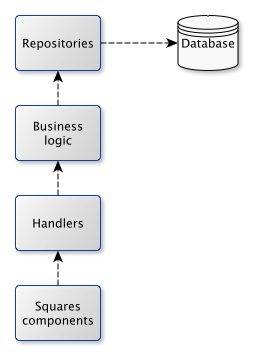 Repositories
Database
Business
logic
Handlers
Squares
components